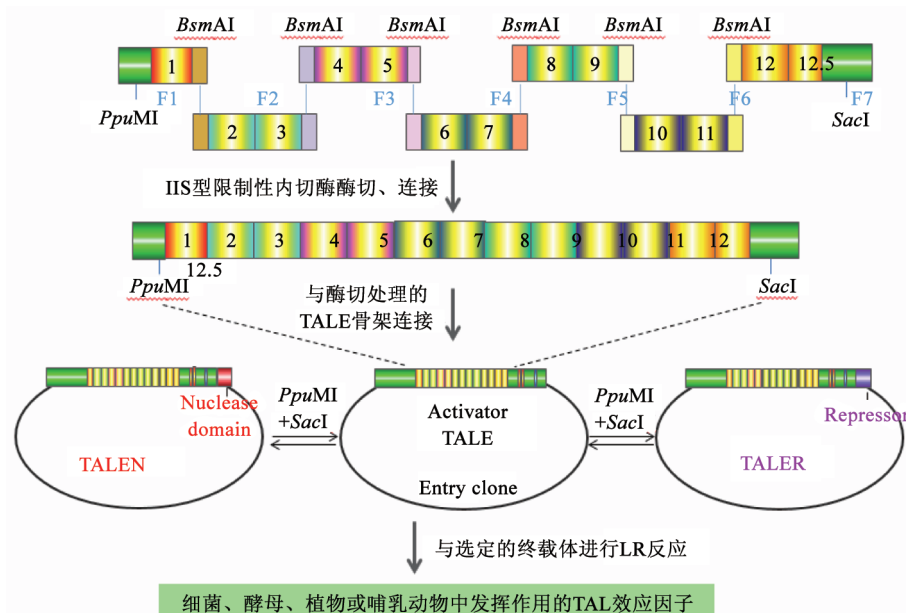 BsmAI BsmAI BsmAI BsmAI BsmAI BsmAI
1 4 5 8 9 12 12.5
F1 F2 F3 F4 F5 F6 F7
PpuMI SacI
2 3 6 7 10 11
IIS型限制性内切酶酶切、连接
1 2 3 4 5 6 7 8 9 10 11 12
12.5
PpuMI SacI
与酶切处理的
TALE骨架连接
Nuclease
domain
TALEN
PpuMI
+SacI
Activator
TALE
Entry clone
PpuMI
+SacI
Repressor
TALER
与选定的终载体进行LR反应
细菌、酵母、植物或哺乳动物中发挥作用的TAL效应因子